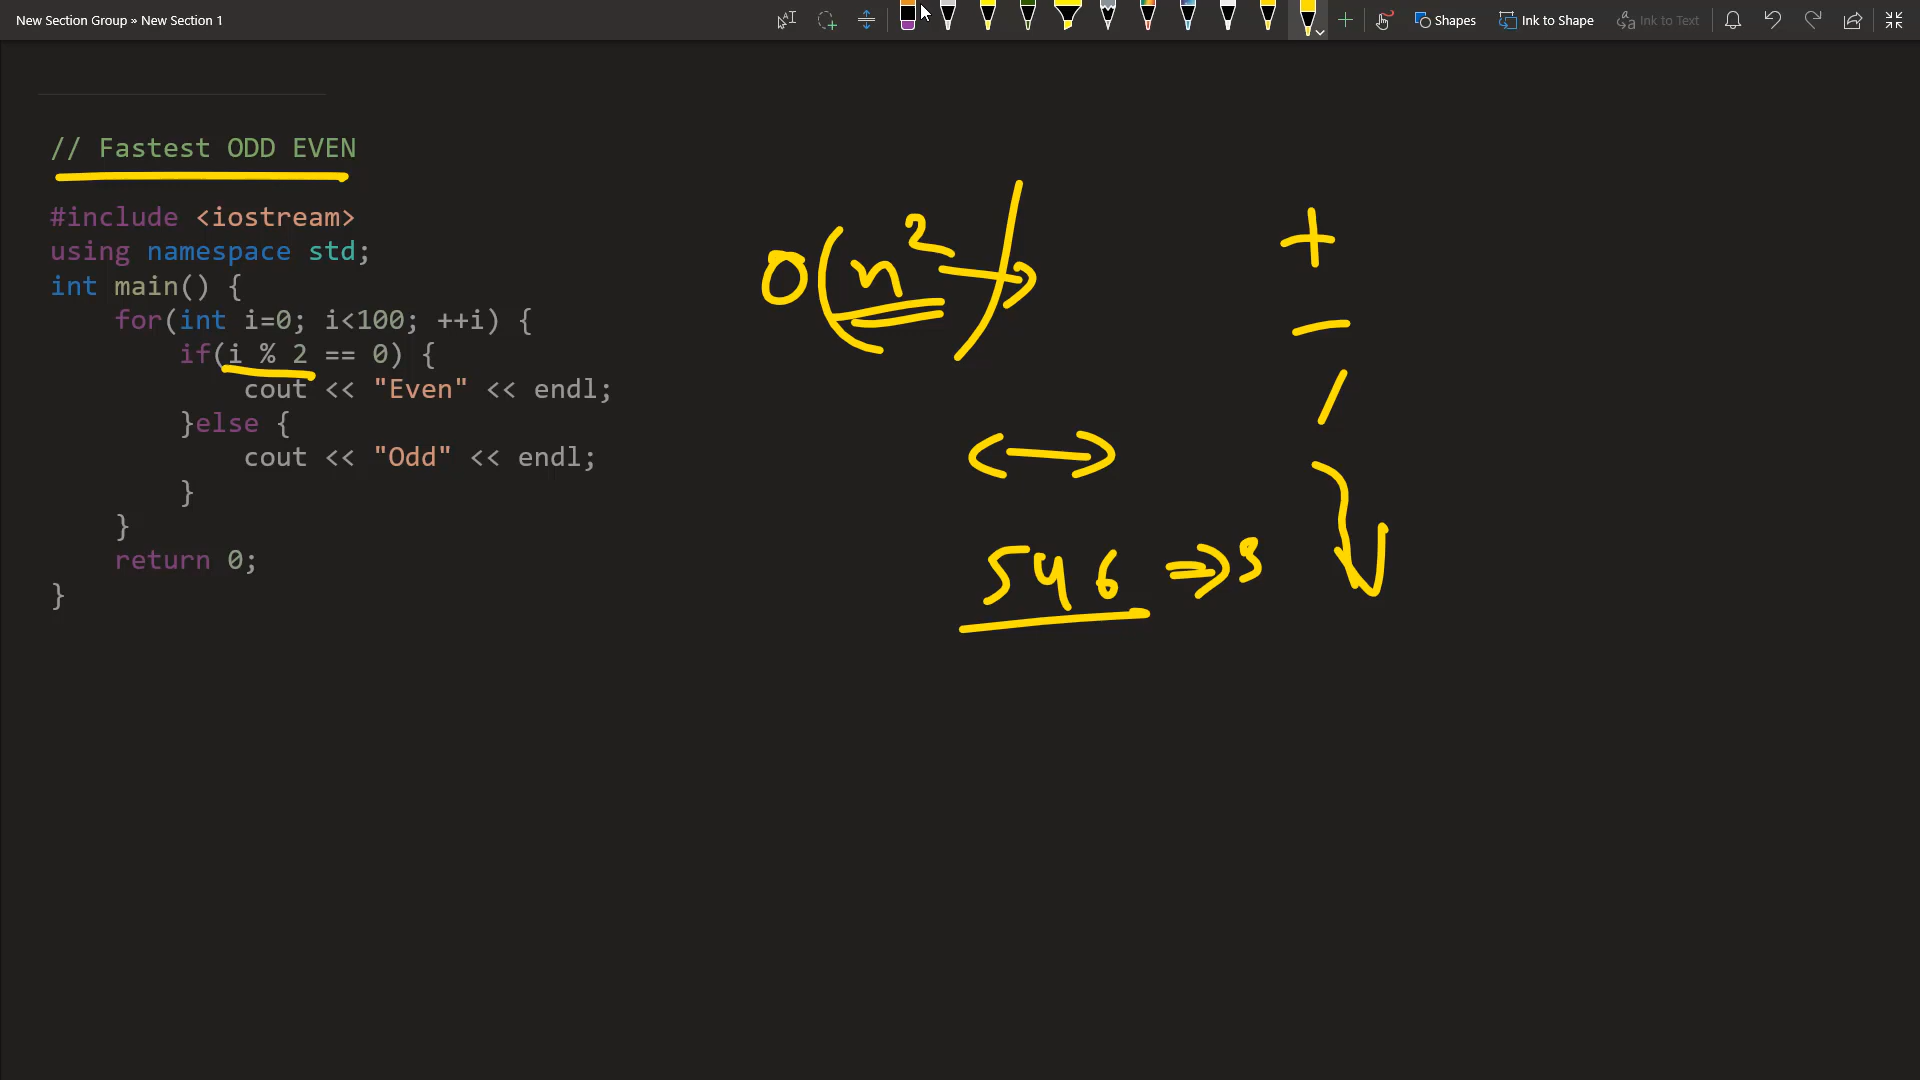 New Section Group » New Section 1
Shapes
Ink to Shape
Ink to Text
// Fastest ODD EVEN
#include <iostream>
using namespace std;
int main() {
for(int i=0; i<100; ++i) {
if(i % 2 == 0) {
cout << "Even" << endl;
}else {
cout << "Odd" << endl;
}
}
return 0;
}
O(n²)
+
−
/
546 ⇒ 3